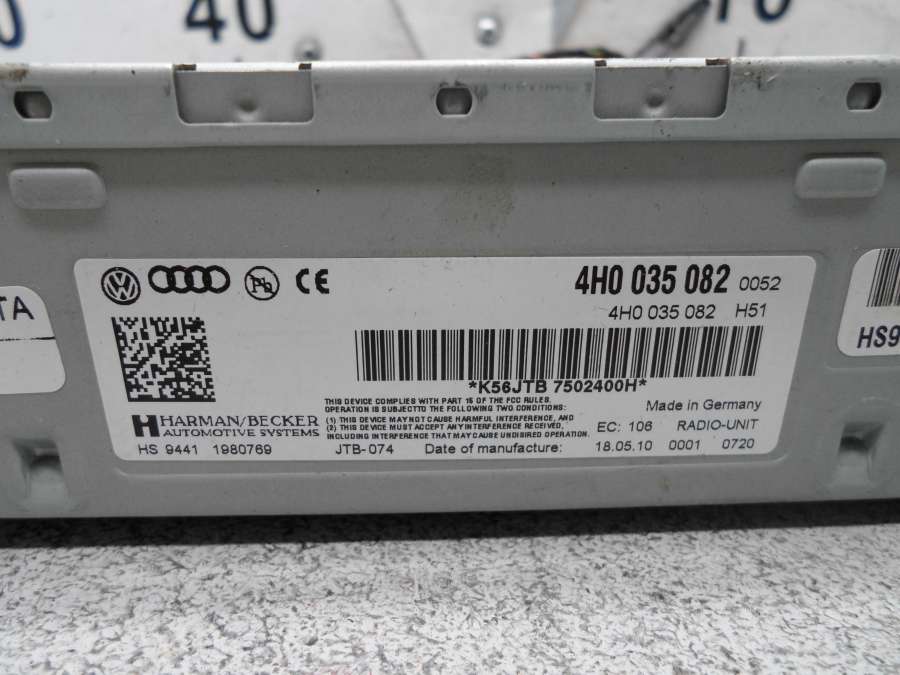 40
10
TA
CE
4H0 035 082 0052
4H0 035 082 H51
*K56JTB 7502400H*
THIS DEVICE COMPLIES WITH PART 15 OF THE FCC RULES.
OPERATION IS SUBJECTTO THE FOLLOWING TWO CONDITIONS:
(1) THIS DEVICE MAY NOT CAUSE HARMFUL INTERFERENCE, AND
(2) THIS DEVICE MUST ACCEPT ANY INTERFERENCE RECEIVED,
INCLUDING INTERFERENCE THAT MAY CAUSE UNDISIRED OPERATION.
Made in Germany
EC: 106 RADIO-UNIT
HARMAN/BECKER
AUTOMOTIVE SYSTEMS
HS 9441 1980769 JTB-074 Date of manufacture: 18.05.10 0001 0720
HS9